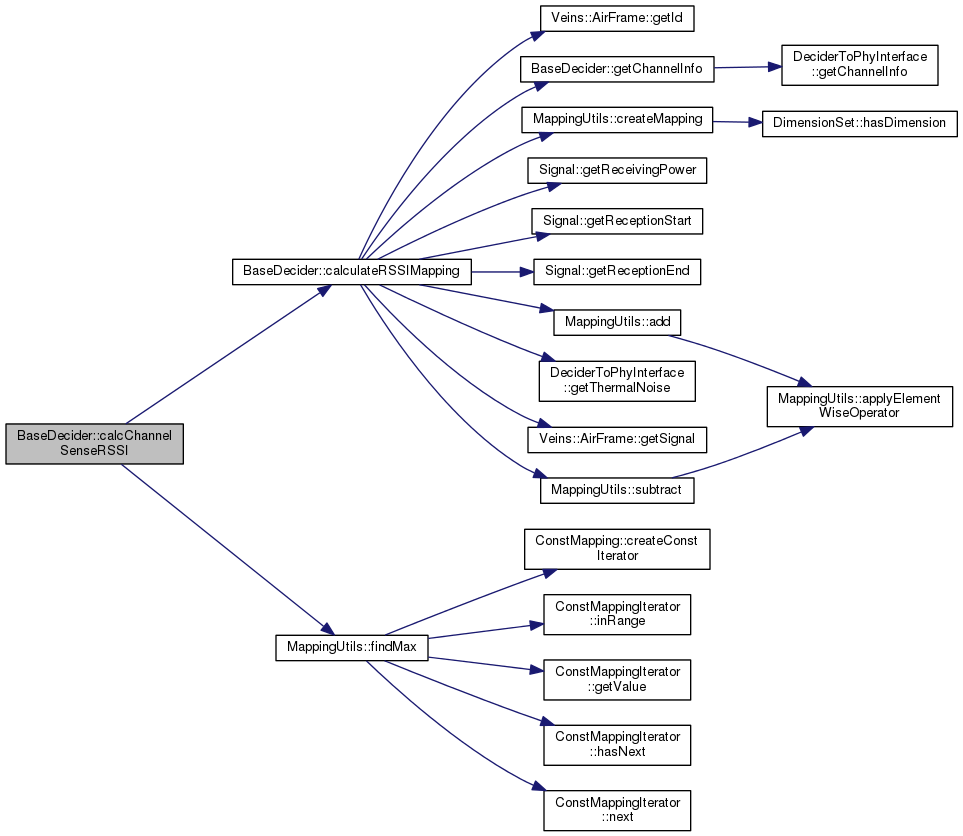 Veins::AirFrame::getId
BaseDecider::getChannelInfo
DeciderToPhyInterface
::getChannelInfo
MappingUtils::createMapping
DimensionSet::hasDimension
Signal::getReceivingPower
Signal::getReceptionStart
BaseDecider::calculateRSSIMapping
Signal::getReceptionEnd
MappingUtils::add
DeciderToPhyInterface
::getThermalNoise
MappingUtils::applyElement
WiseOperator
BaseDecider::calcChannel
SenseRSSI
Veins::AirFrame::getSignal
MappingUtils::subtract
ConstMapping::createConst
Iterator
ConstMappingIterator
::inRange
MappingUtils::findMax
ConstMappingIterator
::getValue
ConstMappingIterator
::hasNext
ConstMappingIterator
::next